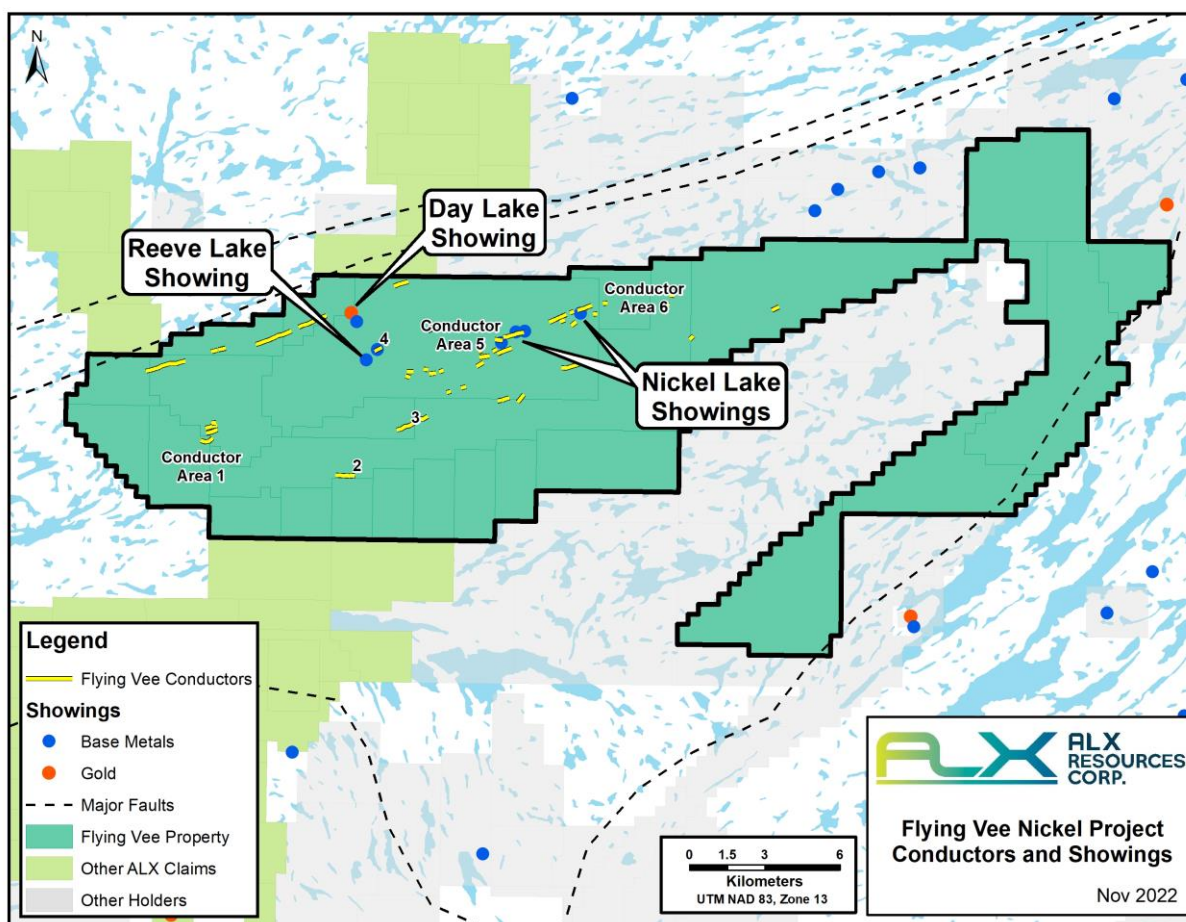 N
Day Lake
Showing
Reeve Lake
Showing
Conductor
Area 6
Conductor
Area 5
4
Nickel Lake
Showings
3
Conductor
Area 1
2
Legend
Flying Vee Conductors
Showings
Base Metals
Gold
Major Faults
Flying Vee Property
Other ALX Claims
Other Holders
0 1.5 3 6
Kilometers
UTM NAD 83, Zone 13
ALX
ALX
RESOURCES
CORP.
Flying Vee Nickel Project
Conductors and Showings
Nov 2022